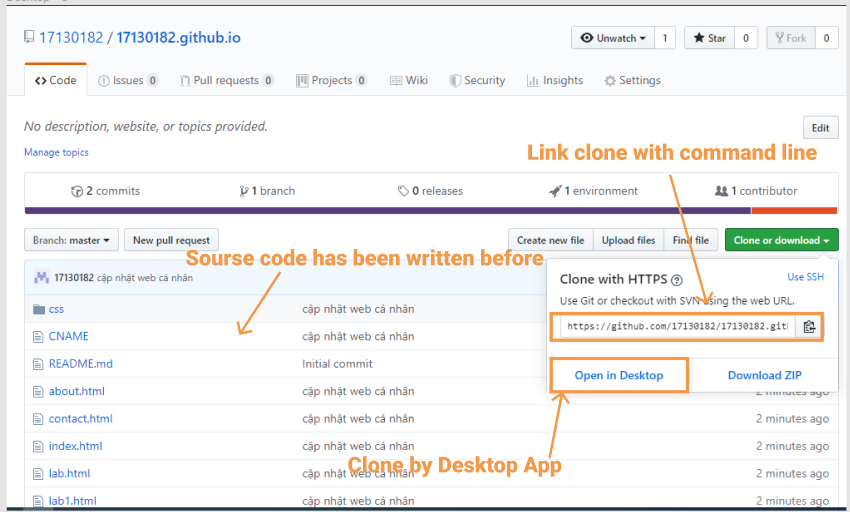 17130182 / 17130182.github.io
Unwatch 1 Star 0 Fork 0
Code Issues 0 Pull requests 0 Projects 0 Wiki Security Insights Settings
No description, website, or topics provided.
Edit
Manage topics
Link clone with command line
2 commits 1 branch 0 releases 1 environment 1 contributor
Branch: master New pull request Create new file Upload files Find file Clone or download
Sourse code has been written before
17130182 cập nhật web cá nhân
Clone with HTTPS Use SSH
Use Git or checkout with SVN using the web URL.
https://github.com/17130182/17130182.git
Open in Desktop Download ZIP
css cập nhật web cá nhân
CNAME cập nhật web cá nhân
README.md Initial commit
about.html cập nhật web cá nhân 2 minutes ago
contact.html cập nhật web cá nhân 2 minutes ago
index.html cập nhật web cá nhân 2 minutes ago
Clone by Desktop App
lab.html cập nhật web cá nhân 2 minutes ago
lab1.html cập nhật web cá nhân 2 minutes ago